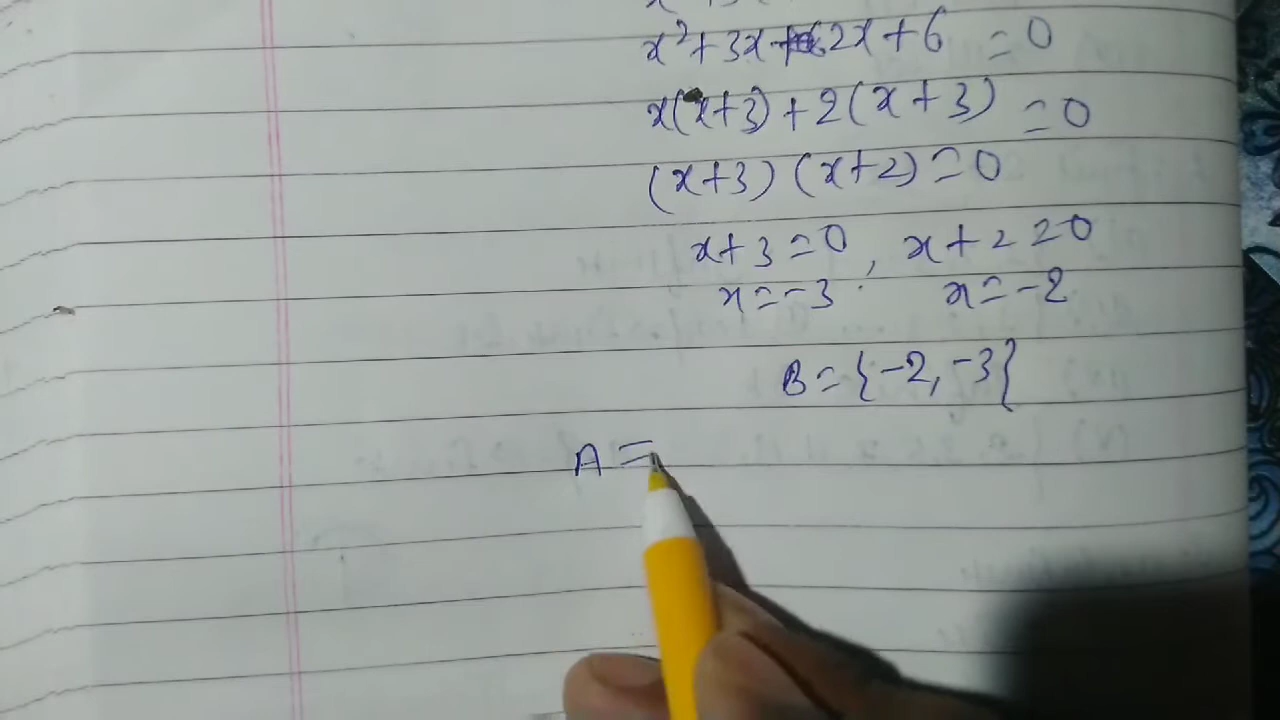 x² + 3x + 2x + 6 = 0
x(x+3) + 2(x+3) = 0
(x+3) (x+2) = 0
x+3 = 0, x+2 = 0
x = -3 x = -2
B = {-2, -3}
A =